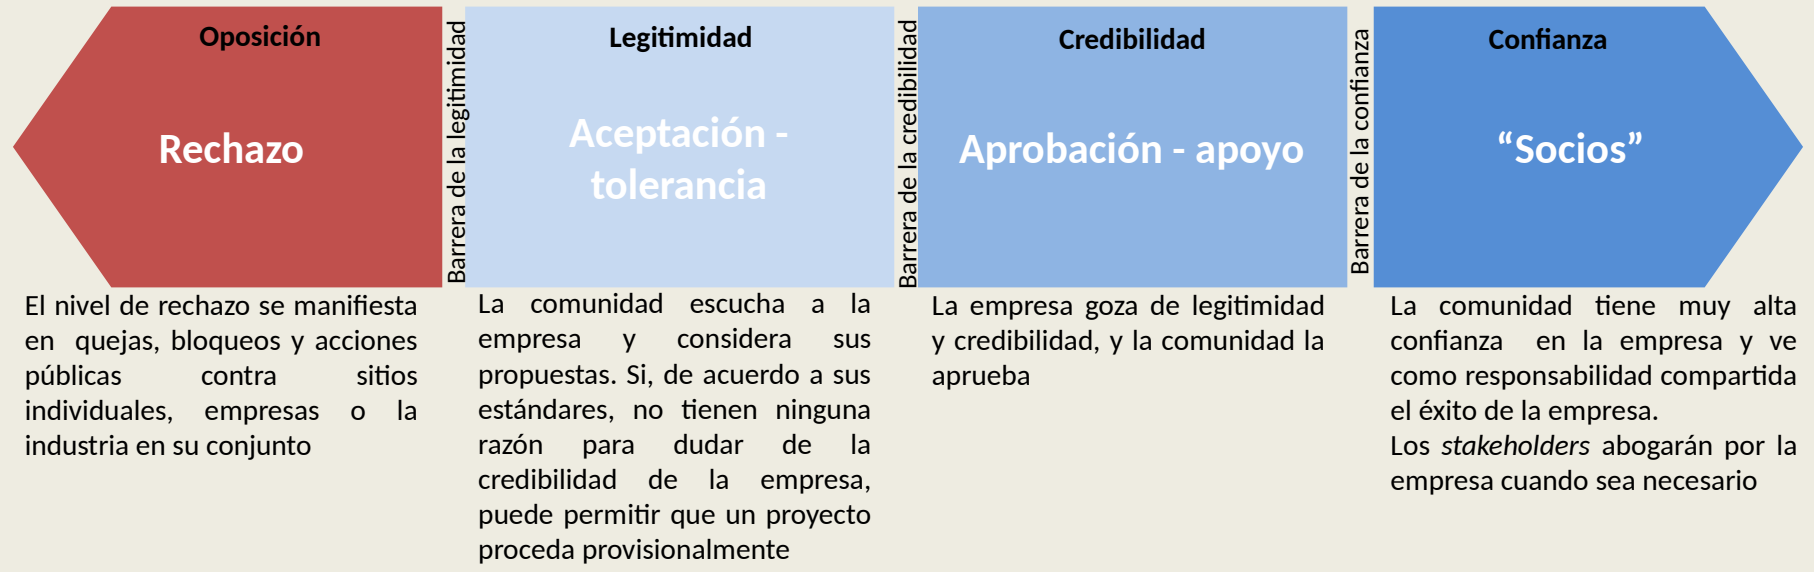 Oposición
Rechazo
El nivel de rechazo se manifiesta
en quejas, bloqueos y acciones
públicas contra sitios
individuales, empresas o la
industria en su conjunto
Barrera de la legitimidad
Legitimidad
Aceptación -
tolerancia
La comunidad escucha a la
empresa y considera sus
propuestas. Si, de acuerdo a sus
estándares, no tienen ninguna
razón para dudar de la
credibilidad de la empresa,
puede permitir que un proyecto
proceda provisionalmente
Barrera de la credibilidad
Credibilidad
Aprobación - apoyo
La empresa goza de legitimidad
y credibilidad, y la comunidad la
aprueba
Barrera de la confianza
Confianza
“Socios”
La comunidad tiene muy alta
confianza en la empresa y ve
como responsabilidad compartida
el éxito de la empresa.
Los stakeholders abogarán por la
empresa cuando sea necesario